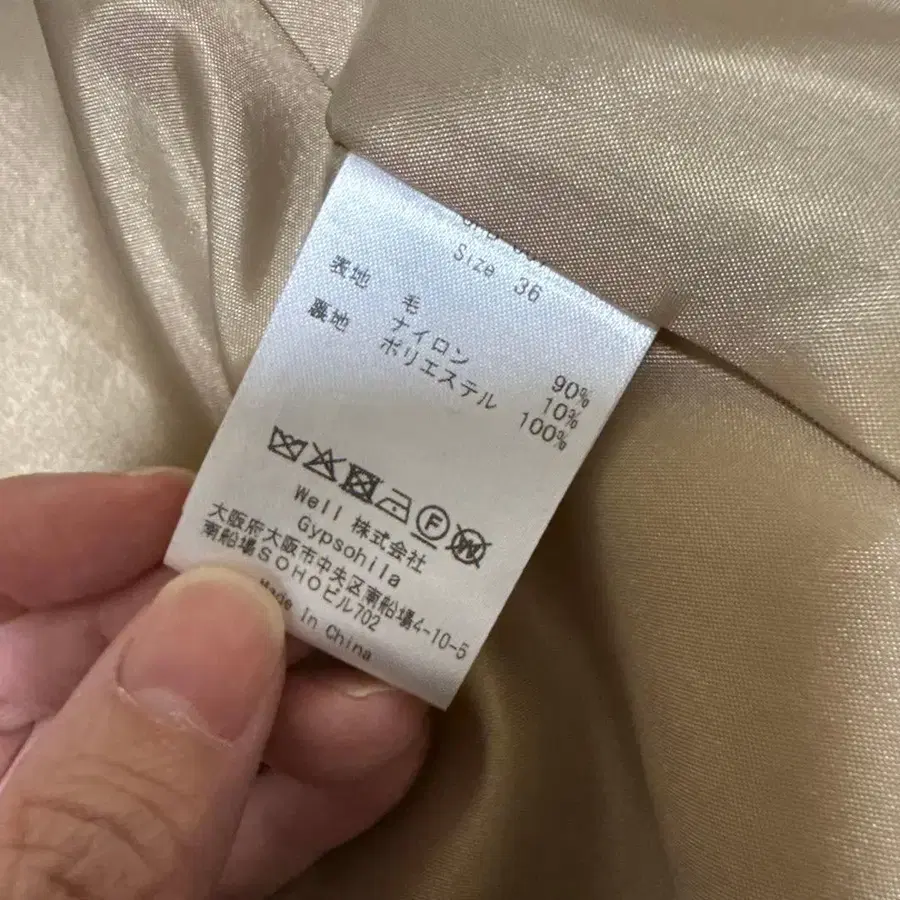 Size 36
表地 毛 90%
ナイロン 10%
裏地 ポリエステル 100%
Well 株式会社
Gypsohila
大阪府大阪市中央区南船場4-10-5
南船場SOHOビル702
Made In China